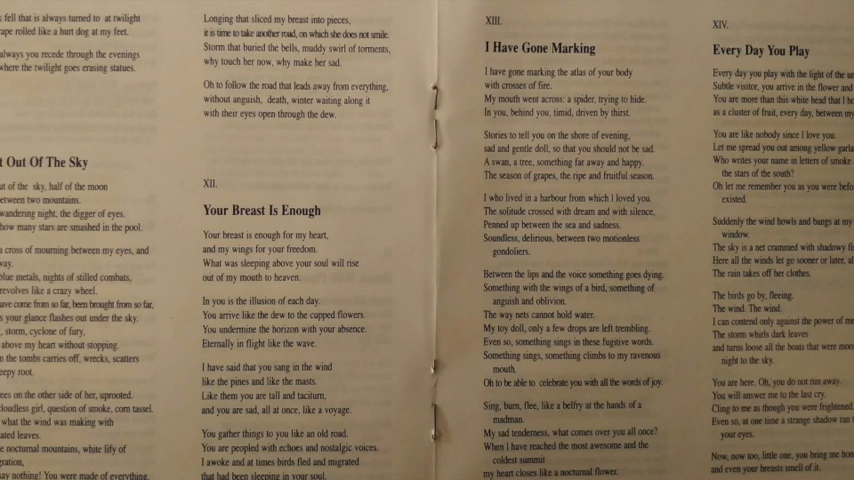 fell that is always turned to at twilight
cape rolled like a hurt dog at my feet.
always you recede through the evenings
where the twilight goes erasing statues.
t Out Of The Sky
ut of the sky, half of the moon
between two mountains.
wandering night, the digger of eyes.
how many stars are smashed in the pool.
a cross of mourning between my eyes, and
way.
blue metals, nights of stilled combats,
revolves like a crazy wheel.
have come from so far, been brought from so far,
s your glance flashes out under the sky.
, storm, cyclone of fury,
above my heart without stopping.
n the tombs carries off, wrecks, scatters
eepy root.
ees on the other side of her, uprooted.
cloudless girl, question of smoke, corn tassel.
what the wind was making with
ated leaves.
e nocturnal mountains, white lily of
gration,
say nothing! You were made of everything.
Longing that sliced my breast into pieces,
it is time to take another road, on which she does not smile.
Storm that buried the bells, muddy swirl of torments,
why touch her now, why make her sad.
Oh to follow the road that leads away from everything,
without anguish, death, winter waiting along it
with their eyes open through the dew.
XII.
Your Breast Is Enough
Your breast is enough for my heart,
and my wings for your freedom.
What was sleeping above your soul will rise
out of my mouth to heaven.
In you is the illusion of each day.
You arrive like the dew to the cupped flowers.
You undermine the horizon with your absence.
Eternally in flight like the wave.
I have said that you sang in the wind
like the pines and like the masts.
Like them you are tall and taciturn,
and you are sad, all at once, like a voyage.
You gather things to you like an old road.
You are peopled with echoes and nostalgic voices.
I awoke and at times birds fled and migrated
that had been sleeping in your soul.
XIII.
I Have Gone Marking
I have gone marking the atlas of your body
with crosses of fire.
My mouth went across: a spider, trying to hide.
In you, behind you, timid, driven by thirst.
Stories to tell you on the shore of evening,
sad and gentle doll, so that you should not be sad.
A swan, a tree, something far away and happy.
The season of grapes, the ripe and fruitful season.
I who lived in a harbour from which I loved you.
The solitude crossed with dream and with silence.
Penned up between the sea and sadness.
Soundless, delirious, between two motionless
gondoliers.
Between the lips and the voice something goes dying.
Something with the wings of a bird, something of
anguish and oblivion.
The way nets cannot hold water.
My toy doll, only a few drops are left trembling.
Even so, something sings in these fugitive words.
Something sings, something climbs to my ravenous
mouth.
Oh to be able to celebrate you with all the words of joy.
Sing, burn, flee, like a belfry at the hands of a
madman.
My sad tenderness, what comes over you all once?
When I have reached the most awesome and the
coldest summit
my heart closes like a nocturnal flower.
XIV.
Every Day You Play
Every day you play with the light of the un
Subtle visitor, you arrive in the flower and
You are more than this white head that I ho
as a cluster of fruit, every day, between my
You are like nobody since I love you.
Let me spread you out among yellow garla
Who writes your name in letters of smoke
the stars of the south?
Oh let me remember you as you were befo
existed.
Suddenly the wind howls and bangs at my
window.
The sky is a net crammed with shadowy fi
Here all the winds let go sooner or later, al
The rain takes off her clothes.
The birds go by, fleeing.
The wind. The wind.
I can contend only against the power of me
The storm whirls dark leaves
and turns loose all the boats that were moo
night to the sky.
You are here. Oh, you do not run away.
You will answer me to the last cry.
Cling to me as though you were frightened.
Even so, at one time a strange shadow ran t
your eyes.
Now, now too, little one, you bring me hon
and even your breasts smell of it.